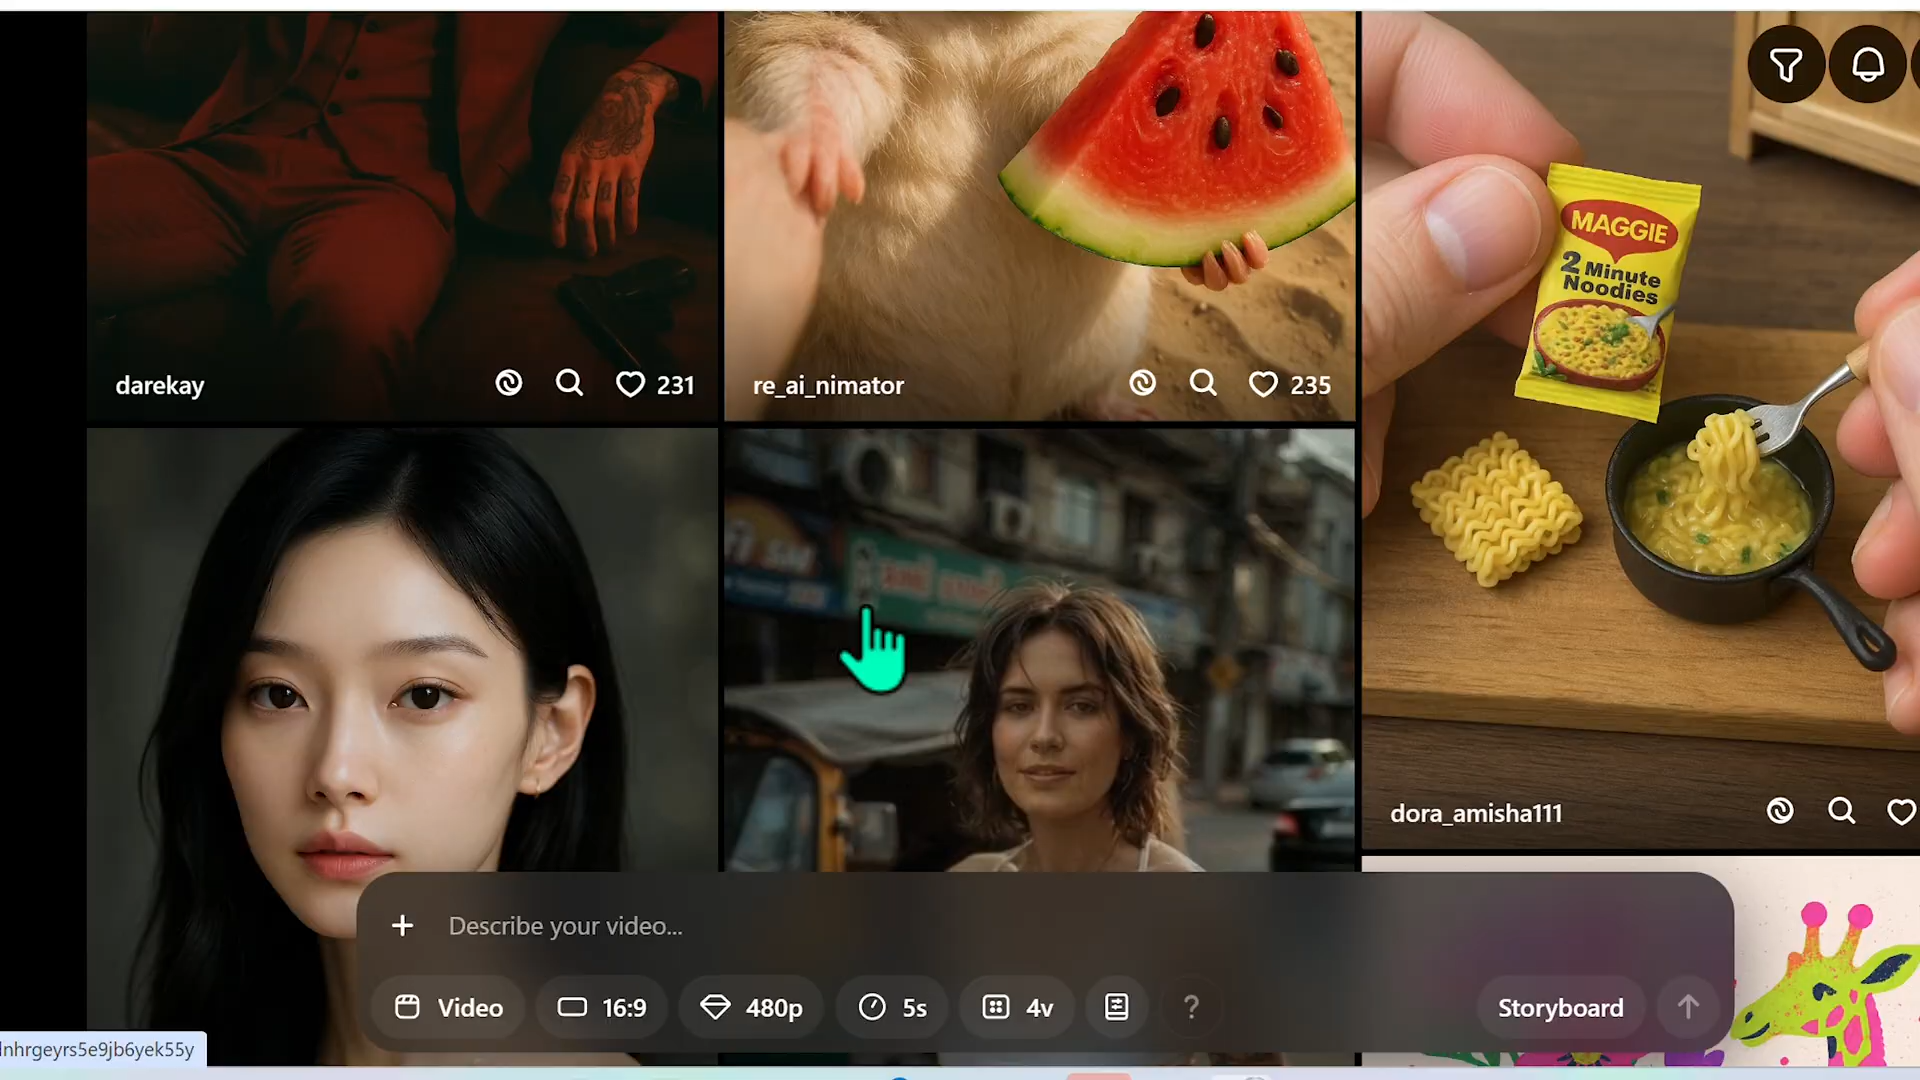 MAGGIE
2 Minute
Noodies
darekay
231
re_ai_nimator
235
dora_amisha111
Describe your video...
Video
16:9
480p
5s
4v
?
Storyboard
lnhrgeyrs5e9jb6yek55y